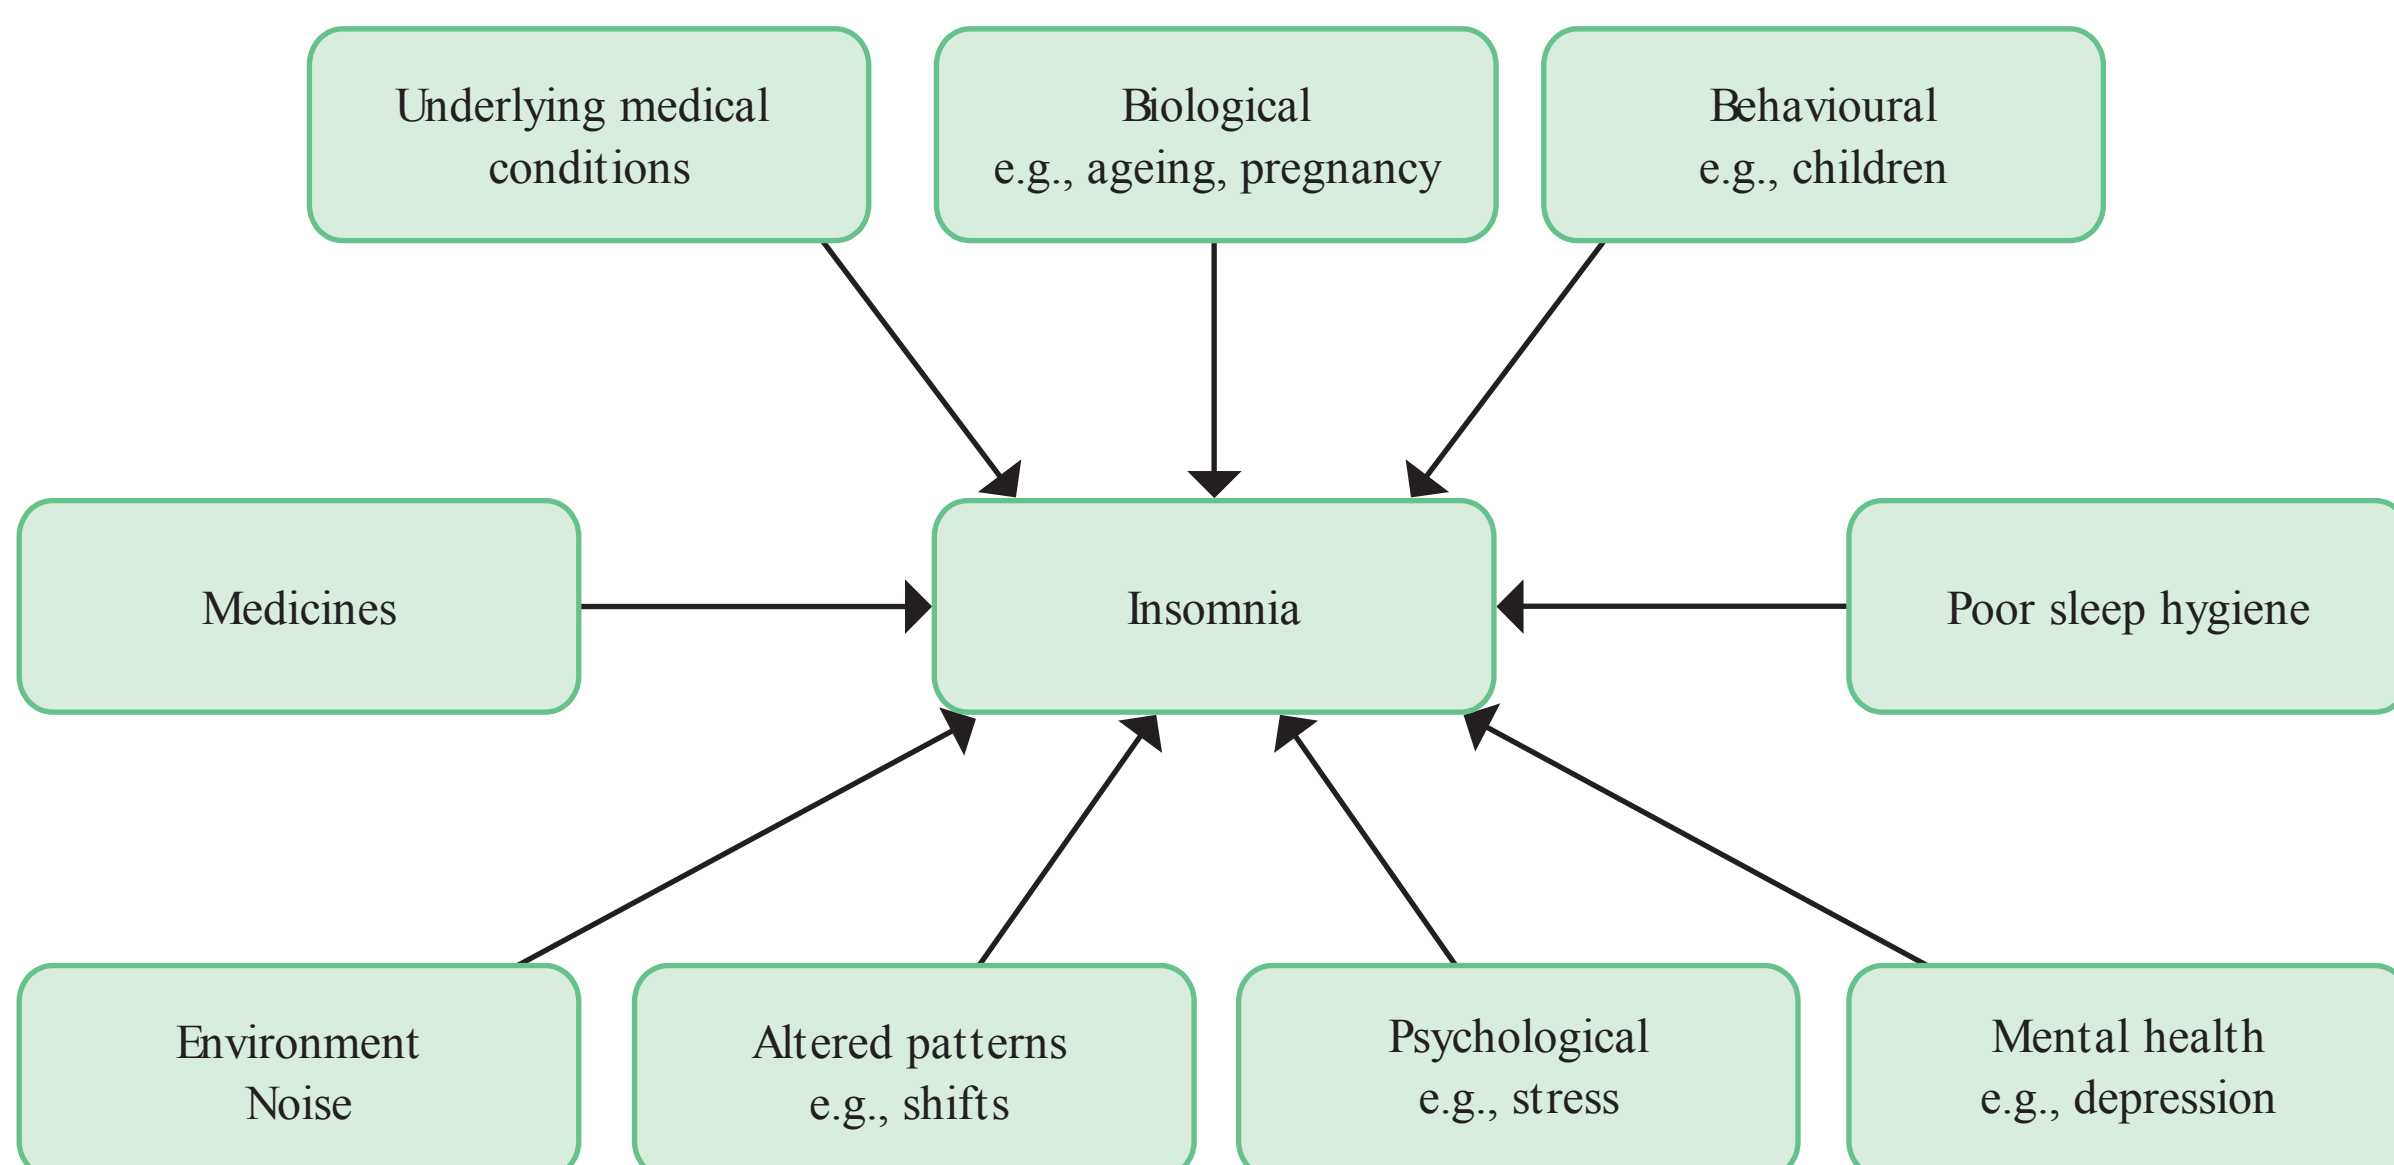 Underlying medical
conditions
Biological
e.g., ageing, pregnancy
Behavioural
e.g., children
Medicines
Insomnia
Poor sleep hygiene
Environment
Noise
Altered patterns
e.g., shifts
Psychological
e.g., stress
Mental health
e.g., depression